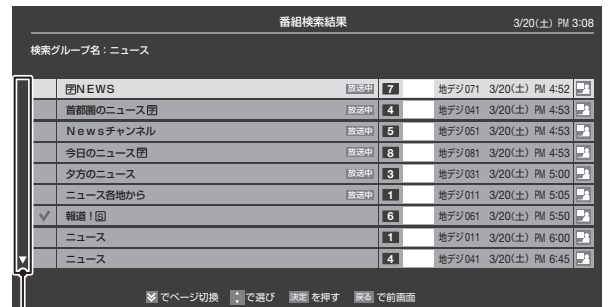 番組検索結果 3/20(土) PM 3:08
検索グループ名：ニュース
字NEWS 放送中 7 地デジ071 3/20(土) PM 4:52
首都圏のニュース字 放送中 4 地デジ041 3/20(土) PM 4:53
Newsチャンネル 放送中 5 地デジ051 3/20(土) PM 4:53
今日のニュース字 放送中 8 地デジ081 3/20(土) PM 4:53
夕方のニュース 放送中 3 地デジ031 3/20(土) PM 5:00
ニュース各地から 放送中 1 地デジ011 3/20(土) PM 5:05
報道！S 6 地デジ061 3/20(土) PM 5:50
ニュース 1 地デジ011 3/20(土) PM 6:00
ニュース 4 地デジ041 3/20(土) PM 6:45
でページ切換 で選び 決定 を押す 戻る で前画面